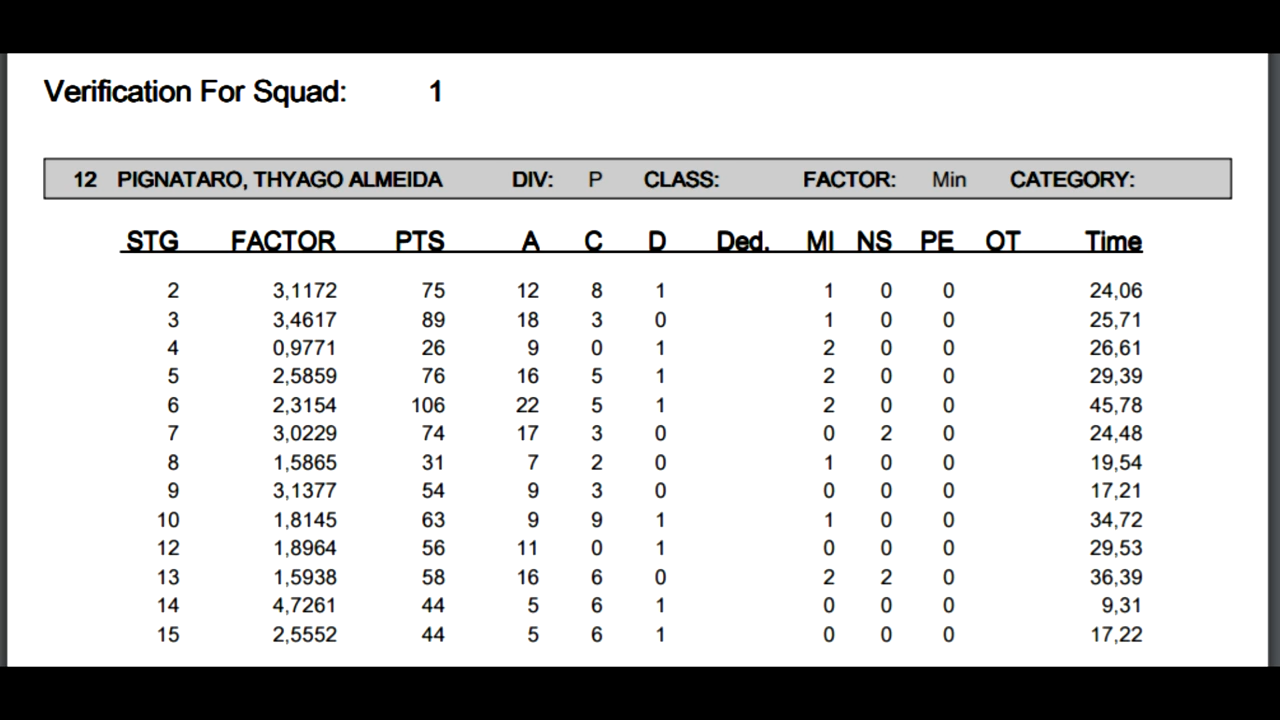 Verification For Squad: 1
12 PIGNATARO, THYAGO ALMEIDA DIV: P CLASS: FACTOR: Min CATEGORY:
STG FACTOR PTS A C D Ded. MI NS PE OT Time
2 3,1172 75 12 8 1 1 0 0 24,06
3 3,4617 89 18 3 0 1 0 0 25,71
4 0,9771 26 9 0 1 2 0 0 26,61
5 2,5859 76 16 5 1 2 0 0 29,39
6 2,3154 106 22 5 1 2 0 0 45,78
7 3,0229 74 17 3 0 0 2 0 24,48
8 1,5865 31 7 2 0 1 0 0 19,54
9 3,1377 54 9 3 0 0 0 0 17,21
10 1,8145 63 9 9 1 1 0 0 34,72
12 1,8964 56 11 0 1 0 0 0 29,53
13 1,5938 58 16 6 0 2 2 0 36,39
14 4,7261 44 5 6 1 0 0 0 9,31
15 2,5552 44 5 6 1 0 0 0 17,22